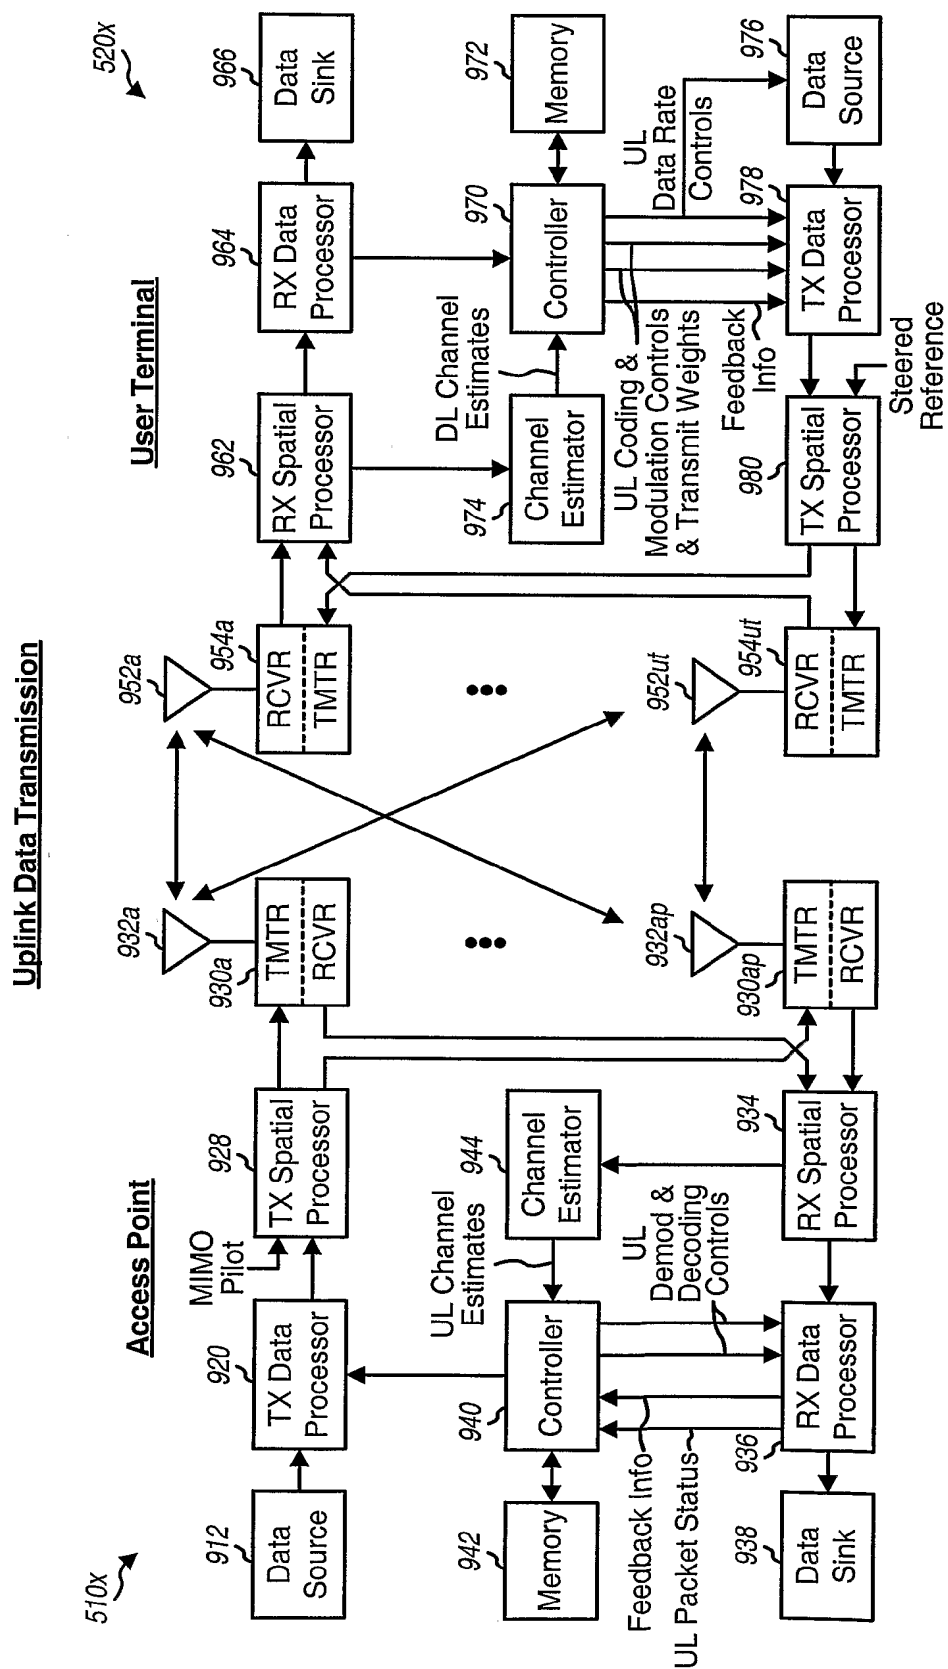 Uplink Data Transmission
Access Point
User Terminal
510x
520x
912
Data
Source
920
TX Data
Processor
MIMO
Pilot
928
TX Spatial
Processor
932a
930a
TMTR
RCVR
952a
954a
RCVR
TMTR
962
RX Spatial
Processor
964
RX Data
Processor
966
Data
Sink
942
Memory
940
Controller
UL Channel
Estimates
944
Channel
Estimator
974
Channel
Estimator
DL Channel
Estimates
970
Controller
972
Memory
Feedback Info
UL Packet Status
UL
Demod &
Decoding
Controls
UL Coding &
Modulation Controls
& Transmit Weights
Feedback
Info
UL
Data Rate
Controls
938
Data
Sink
936
RX Data
Processor
934
RX Spatial
Processor
932ap
930ap
TMTR
RCVR
952ut
954ut
RCVR
TMTR
980
TX Spatial
Processor
Steered
Reference
978
TX Data
Processor
976
Data
Source